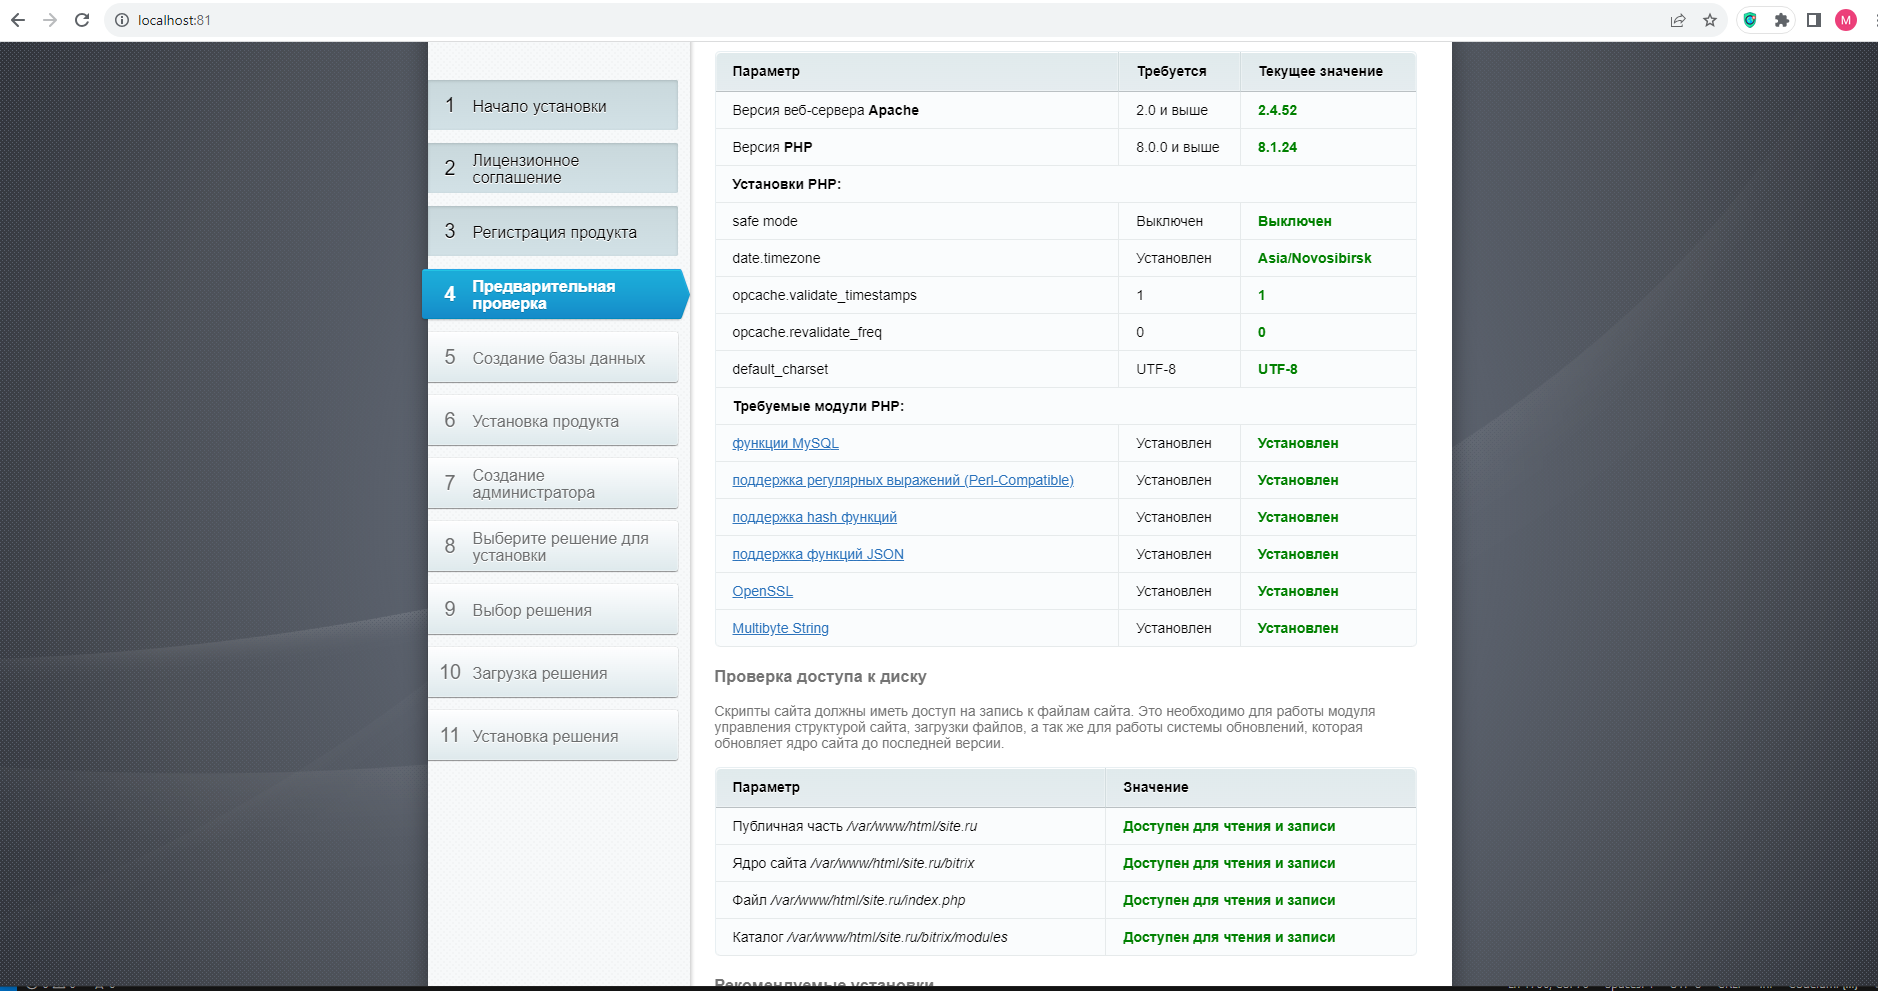 localhost:81
M
1 Начало установки
2 Лицензионное
соглашение
3 Регистрация продукта
4 Предварительная
проверка
5 Создание базы данных
6 Установка продукта
7 Создание
администратора
8 Выберите решение для
установки
9 Выбор решения
10 Загрузка решения
11 Установка решения
Параметр Требуется Текущее значение
Версия веб-сервера Apache 2.0 и выше 2.4.52
Версия PHP 8.0.0 и выше 8.1.24
Установки PHP:
safe mode Выключен Выключен
date.timezone Установлен Asia/Novosibirsk
opcache.validate_timestamps 1 1
opcache.revalidate_freq 0 0
default_charset UTF-8 UTF-8
Требуемые модули PHP:
функции MySQL Установлен Установлен
поддержка регулярных выражений (Perl-Compatible) Установлен Установлен
поддержка hash функций Установлен Установлен
поддержка функций JSON Установлен Установлен
OpenSSL Установлен Установлен
Multibyte String Установлен Установлен
Проверка доступа к диску
Скрипты сайта должны иметь доступ на запись к файлам сайта. Это необходимо для работы модуля
управления структурой сайта, загрузки файлов, а так же для работы системы обновлений, которая
обновляет ядро сайта до последней версии.
Параметр Значение
Публичная часть /var/www/html/site.ru Доступен для чтения и записи
Ядро сайта /var/www/html/site.ru/bitrix Доступен для чтения и записи
Файл /var/www/html/site.ru/index.php Доступен для чтения и записи
Каталог /var/www/html/site.ru/bitrix/modules Доступен для чтения и записи
Рекомендуемые установки